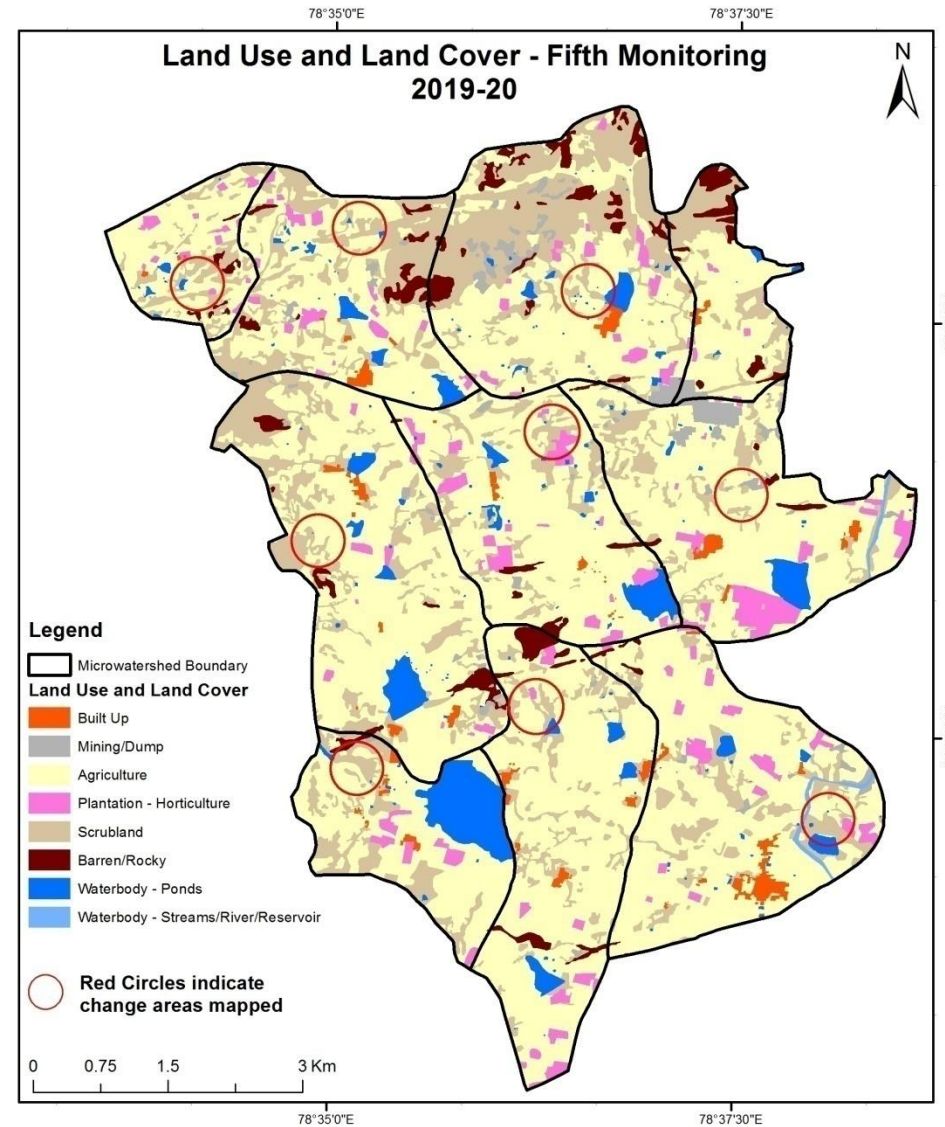 78°35'0"E
78°37'30"E
Land Use and Land Cover - Fifth Monitoring
2019-20
N
Legend
Microwatershed Boundary
Land Use and Land Cover
Built Up
Mining/Dump
Agriculture
Plantation - Horticulture
Scrubland
Barren/Rocky
Waterbody - Ponds
Waterbody - Streams/River/Reservoir
Red Circles indicate
change areas mapped
0 0.75 1.5 3 Km
78°35'0"E
78°37'30"E